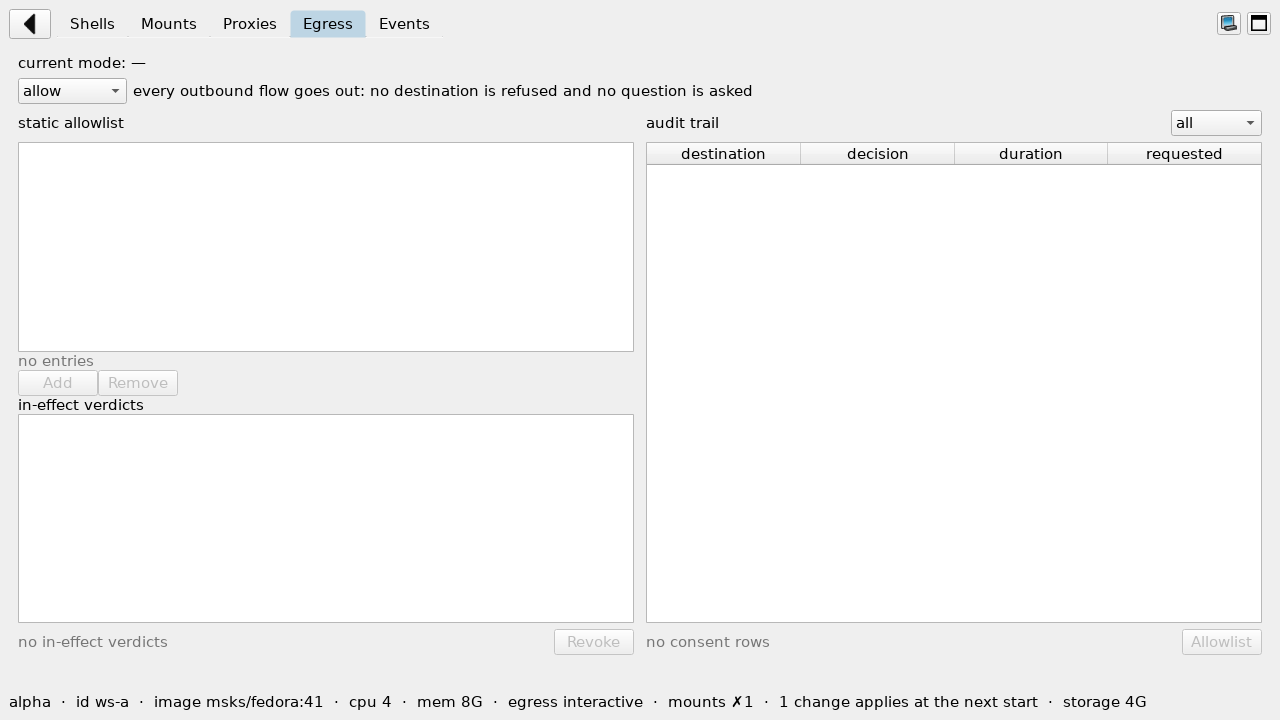 Shells Mounts Proxies Egress Events
current mode: —
allow every outbound flow goes out: no destination is refused and no question is asked
static allowlist
no entries
Add Remove
in-effect verdicts
no in-effect verdicts Revoke
audit trail all
destination decision duration requested
no consent rows Allowlist
alpha · id ws-a · image msks/fedora:41 · cpu 4 · mem 8G · egress interactive · mounts ✗1 · 1 change applies at the next start · storage 4G